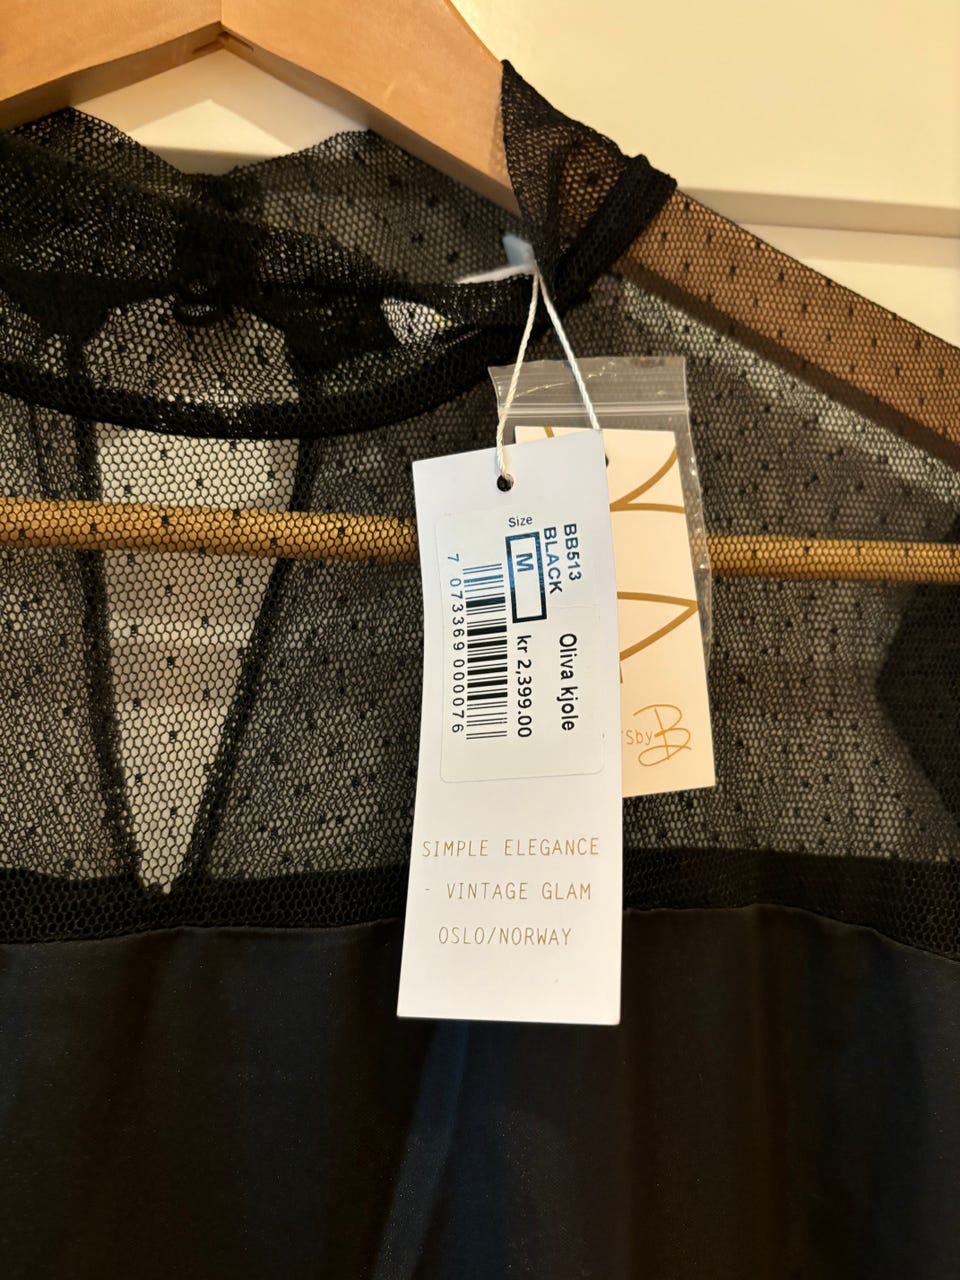 BB513
BLACK
Size
M
Oliva kjole
kr 2,399.00
7 073369 000076
SIMPLE ELEGANCE
- VINTAGE GLAM
OSLO/NORWAY